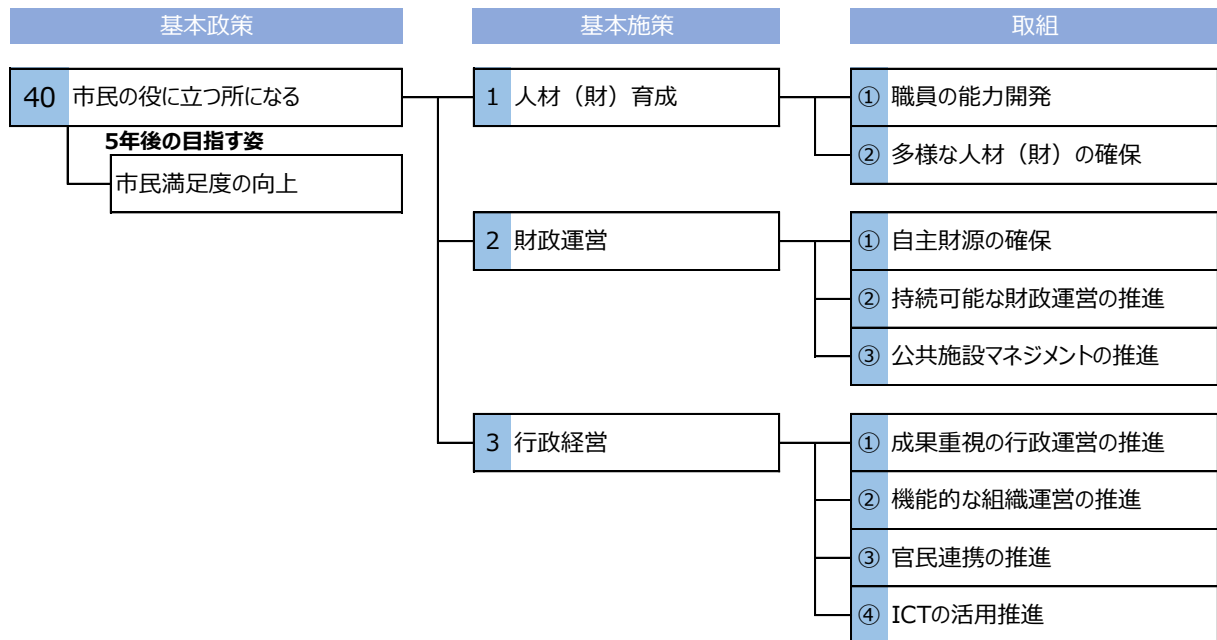 基本政策
基本施策
取組
40 市民の役に立つ所になる
5年後の目指す姿
市民満足度の向上
1 人材（財）育成
① 職員の能力開発
② 多様な人材（財）の確保
2 財政運営
① 自主財源の確保
② 持続可能な財政運営の推進
③ 公共施設マネジメントの推進
3 行政経営
① 成果重視の行政運営の推進
② 機能的な組織運営の推進
③ 官民連携の推進
④ ICTの活用推進